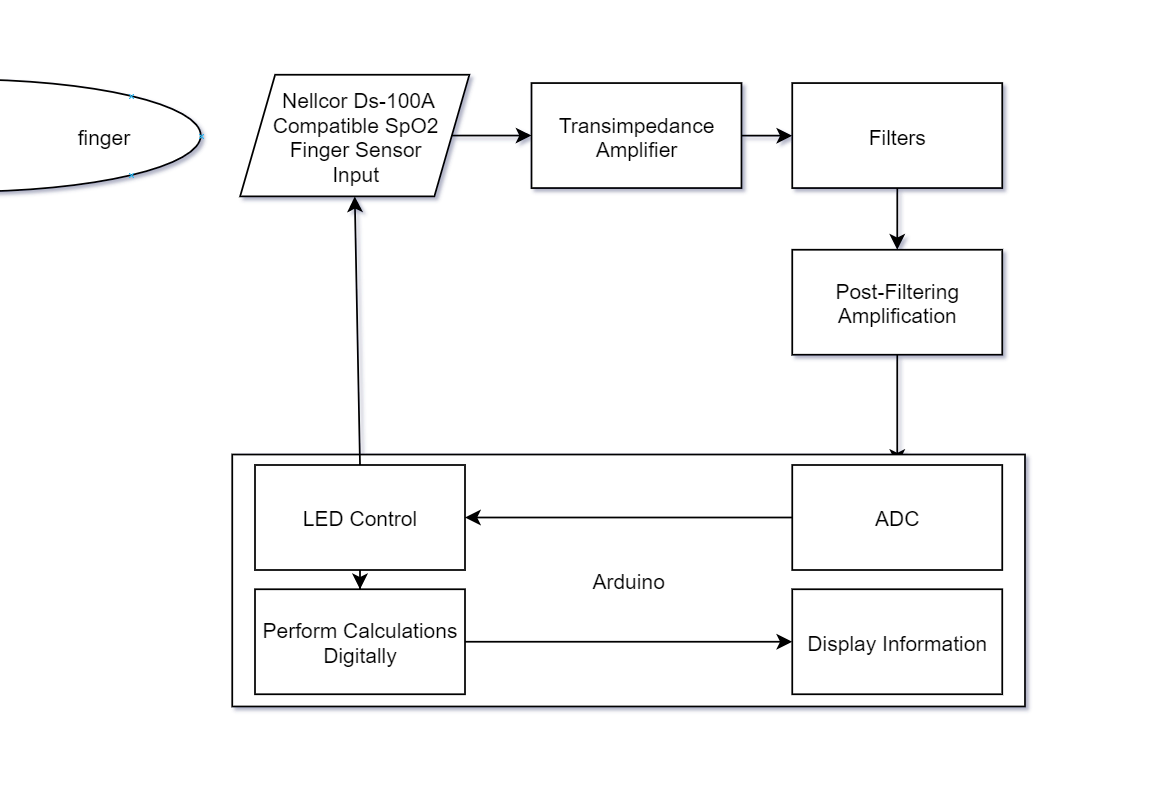 finger
Nellcor Ds-100A
Compatible SpO2
Finger Sensor
Input
Transimpedance
Amplifier
Filters
Post-Filtering
Amplification
LED Control
ADC
Arduino
Perform Calculations
Digitally
Display Information